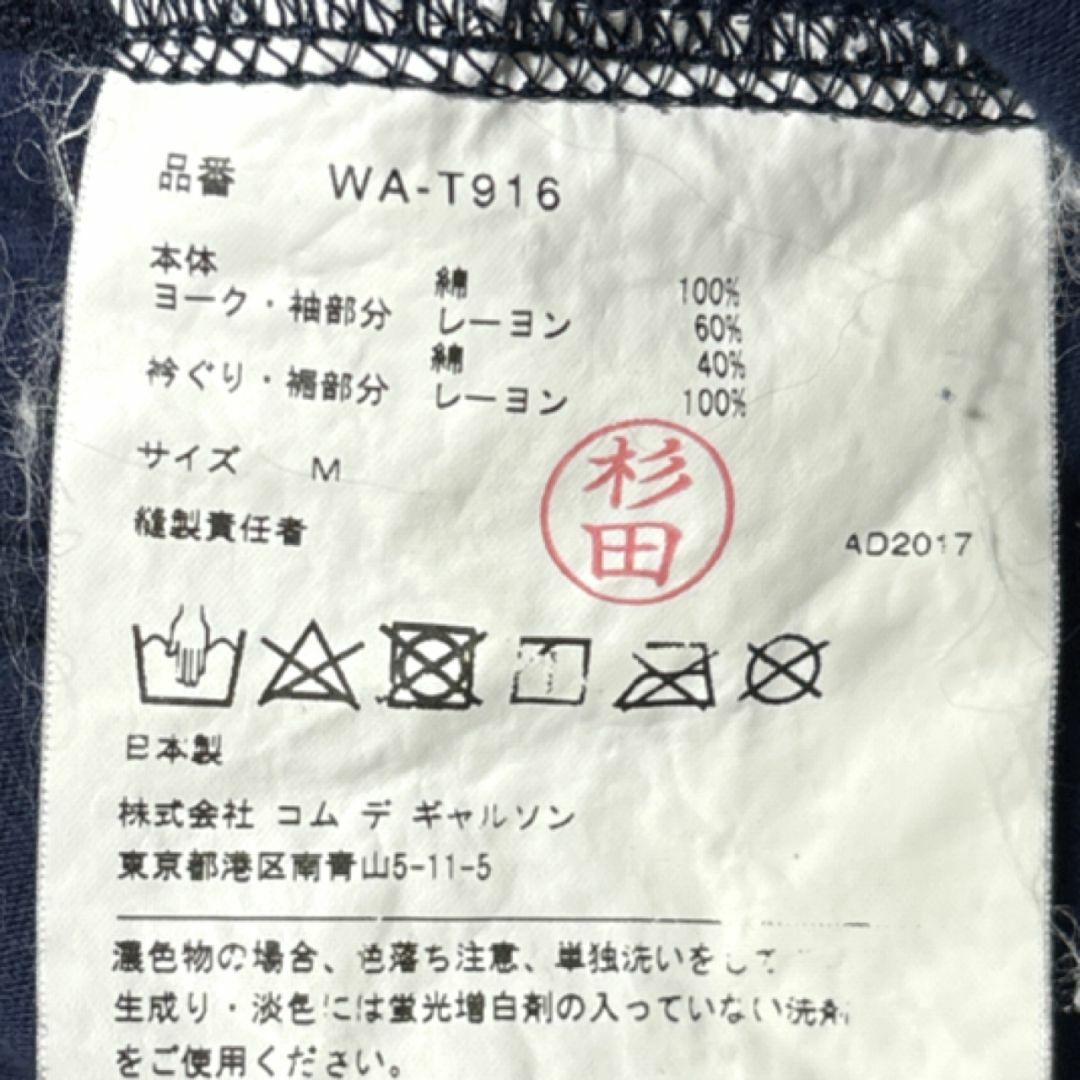 品番 WA-T916
本体 綿 100%
ヨーク・袖部分 レーヨン 60%
綿 40%
衿ぐり・裾部分 レーヨン 100%
サイズ M
縫製責任者 杉田
AD2017
日本製
株式会社 コム デ ギャルソン
東京都港区南青山5-11-5
濃色物の場合、色落ち注意、単独洗いをして
生成り・淡色には蛍光増白剤の入っていない洗剤
をご使用ください。